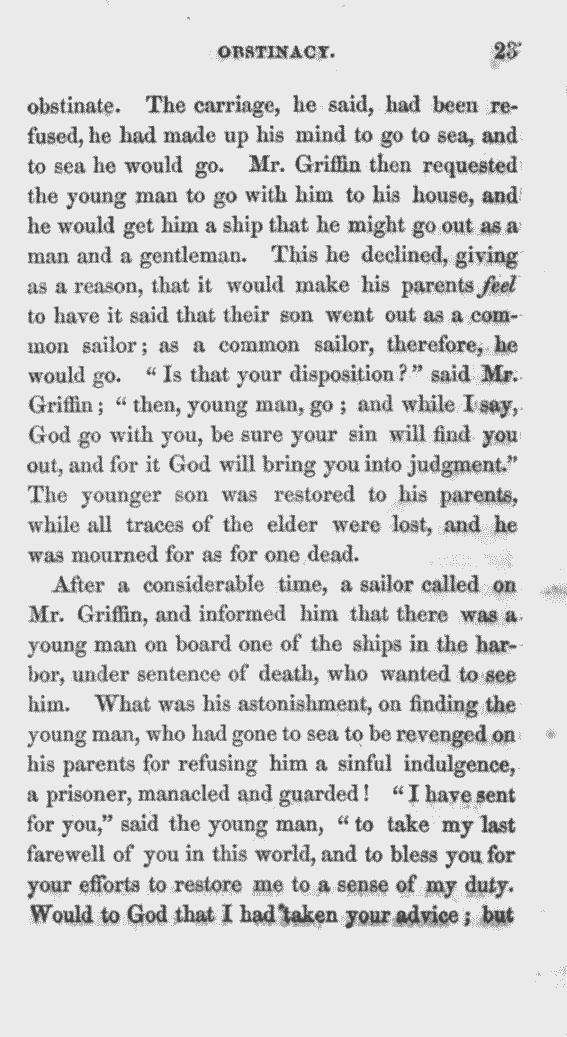 OBSTINACY. 23
obstinate. The carriage, he said, had been re-
fused, he had made up his mind to go to sea, and
to sea he would go. Mr. Griffin then requested
the young man to go with him to his house, and
he would get him a ship that he might go out as a
man and a gentleman. This he declined, giving
as a reason, that it would make his parents feel
to have it said that their son went out as a com-
mon sailor; as a common sailor, therefore, he
would go. “Is that your disposition?” said Mr.
Griffin; “then, young man, go; and while I say,
God go with you, be sure your sin will find you
out, and for it God will bring you into judgment.”
The younger son was restored to his parents,
while all traces of the elder were lost, and he
was mourned for as for one dead.
After a considerable time, a sailor called on
Mr. Griffin, and informed him that there was a
young man on board one of the ships in the har-
bor, under sentence of death, who wanted to see
him. What was his astonishment, on finding the
young man, who had gone to sea to be revenged on
his parents for refusing him a sinful indulgence,
a prisoner, manacled and guarded! “I have sent
for you,” said the young man, “to take my last
farewell of you in this world, and to bless you for
your efforts to restore me to a sense of my duty.
Would to God that I had taken your advice; but